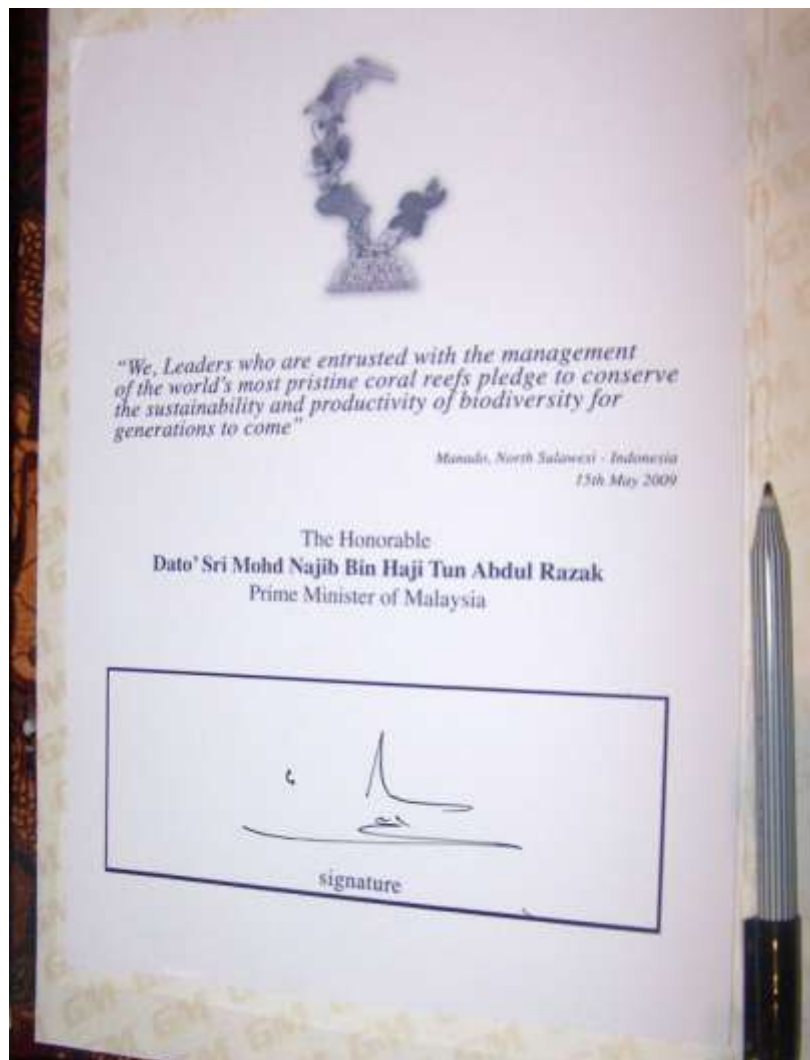 "We, Leaders who are entrusted with the management
of the world's most pristine coral reefs pledge to conserve
the sustainability and productivity of biodiversity for
generations to come"
Manado, North Sulawesi - Indonesia
15th May 2009
The Honorable
Dato' Sri Mohd Najib Bin Haji Tun Abdul Razak
Prime Minister of Malaysia
signature